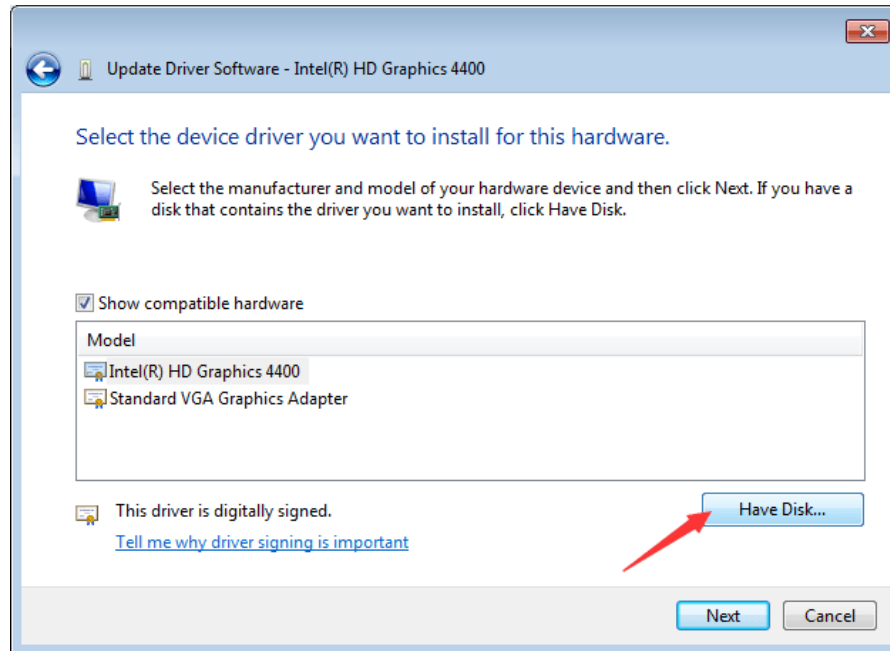 Update Driver Software - Intel(R) HD Graphics 4400
Select the device driver you want to install for this hardware.
Select the manufacturer and model of your hardware device and then click Next. If you have a
disk that contains the driver you want to install, click Have Disk.
Show compatible hardware
Model
Intel(R) HD Graphics 4400
Standard VGA Graphics Adapter
This driver is digitally signed.
Have Disk...
Tell me why driver signing is important
Next
Cancel